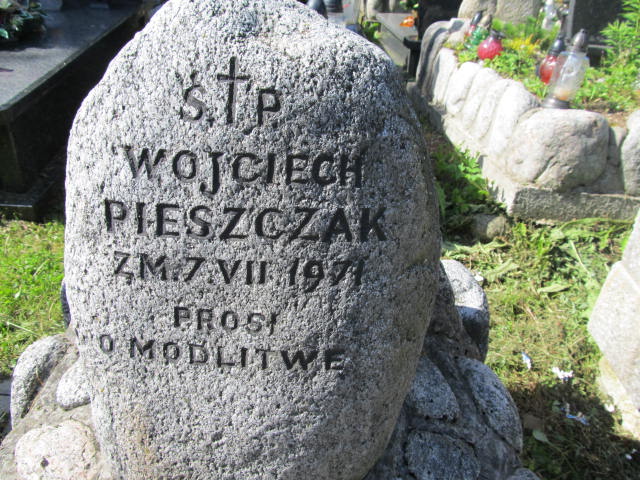 Ś. † P
WOJCIECH
PIESZCZAK
ZM. 7. VII 1971
PROSI
O MODLITWE